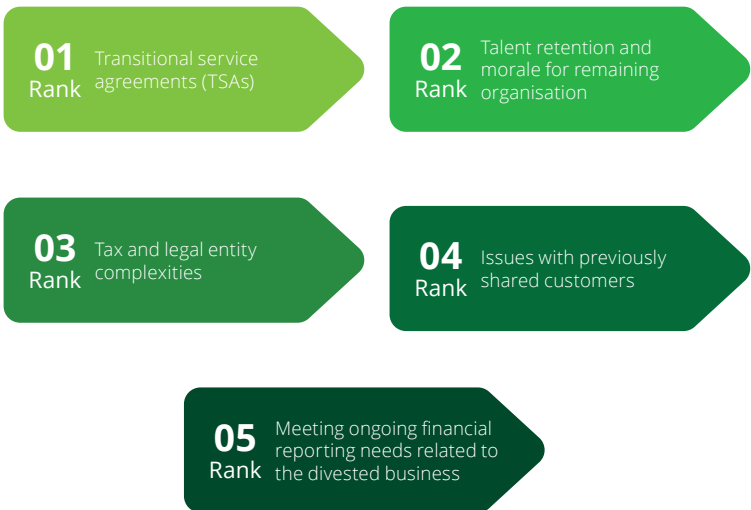 01
Rank
Transitional service
agreements (TSAs)
02
Rank
Talent retention and
morale for remaining
organisation
03
Rank
Tax and legal entity
complexities
04
Rank
Issues with previously
shared customers
05
Rank
Meeting ongoing financial
reporting needs related to
the divested business